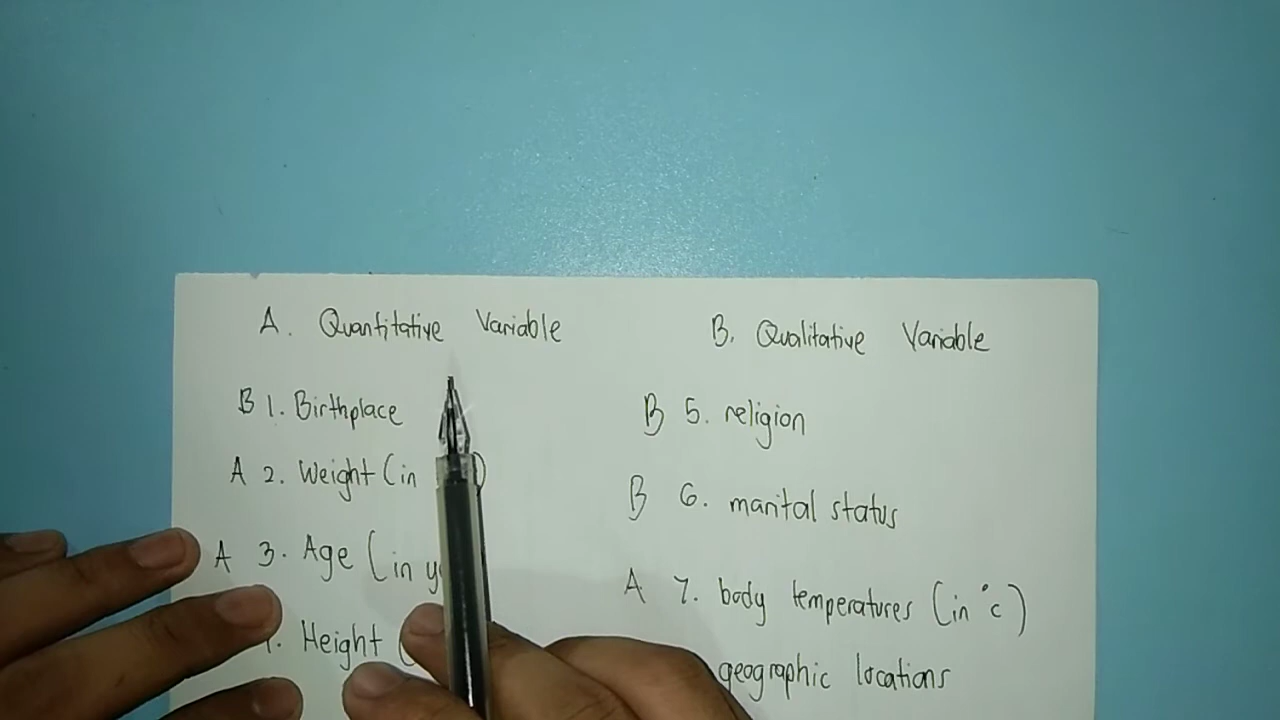 A. Quantitative Variable
B. Qualitative Variable
B 1. Birthplace
A 2. Weight (in )
A 3. Age (in
Height (
B 5. religion
B 6. marital status
A 7. body temperatures (in °c)
geographic locations